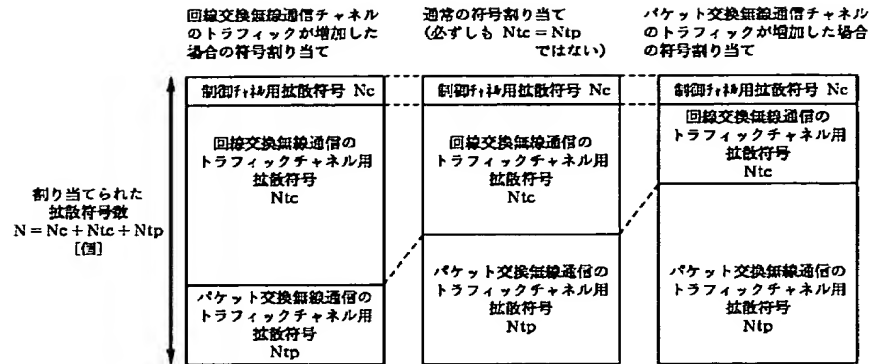 回線交換無線通信チャネル
のトラフィックが増加した
場合の符号割り当て
通常の符号割り当て
(必ずしも Ntc = Ntp
ではない)
パケット交換無線通信チャネル
のトラフィックが増加した場合
の符号割り当て
割り当てられた
拡散符号数
N = Nc + Ntc + Ntp
[個]
制御チャネル用拡散符号 Nc
回線交換無線通信の
トラフィックチャネル用
拡散符号
Ntc
パケット交換無線通信の
トラフィックチャネル用
拡散符号
Ntp
制御チャネル用拡散符号 Nc
回線交換無線通信の
トラフィックチャネル用
拡散符号
Ntc
パケット交換無線通信の
トラフィックチャネル用
拡散符号
Ntp
制御チャネル用拡散符号 Nc
回線交換無線通信の
トラフィックチャネル用
拡散符号
Ntc
パケット交換無線通信の
トラフィックチャネル用
拡散符号
Ntp